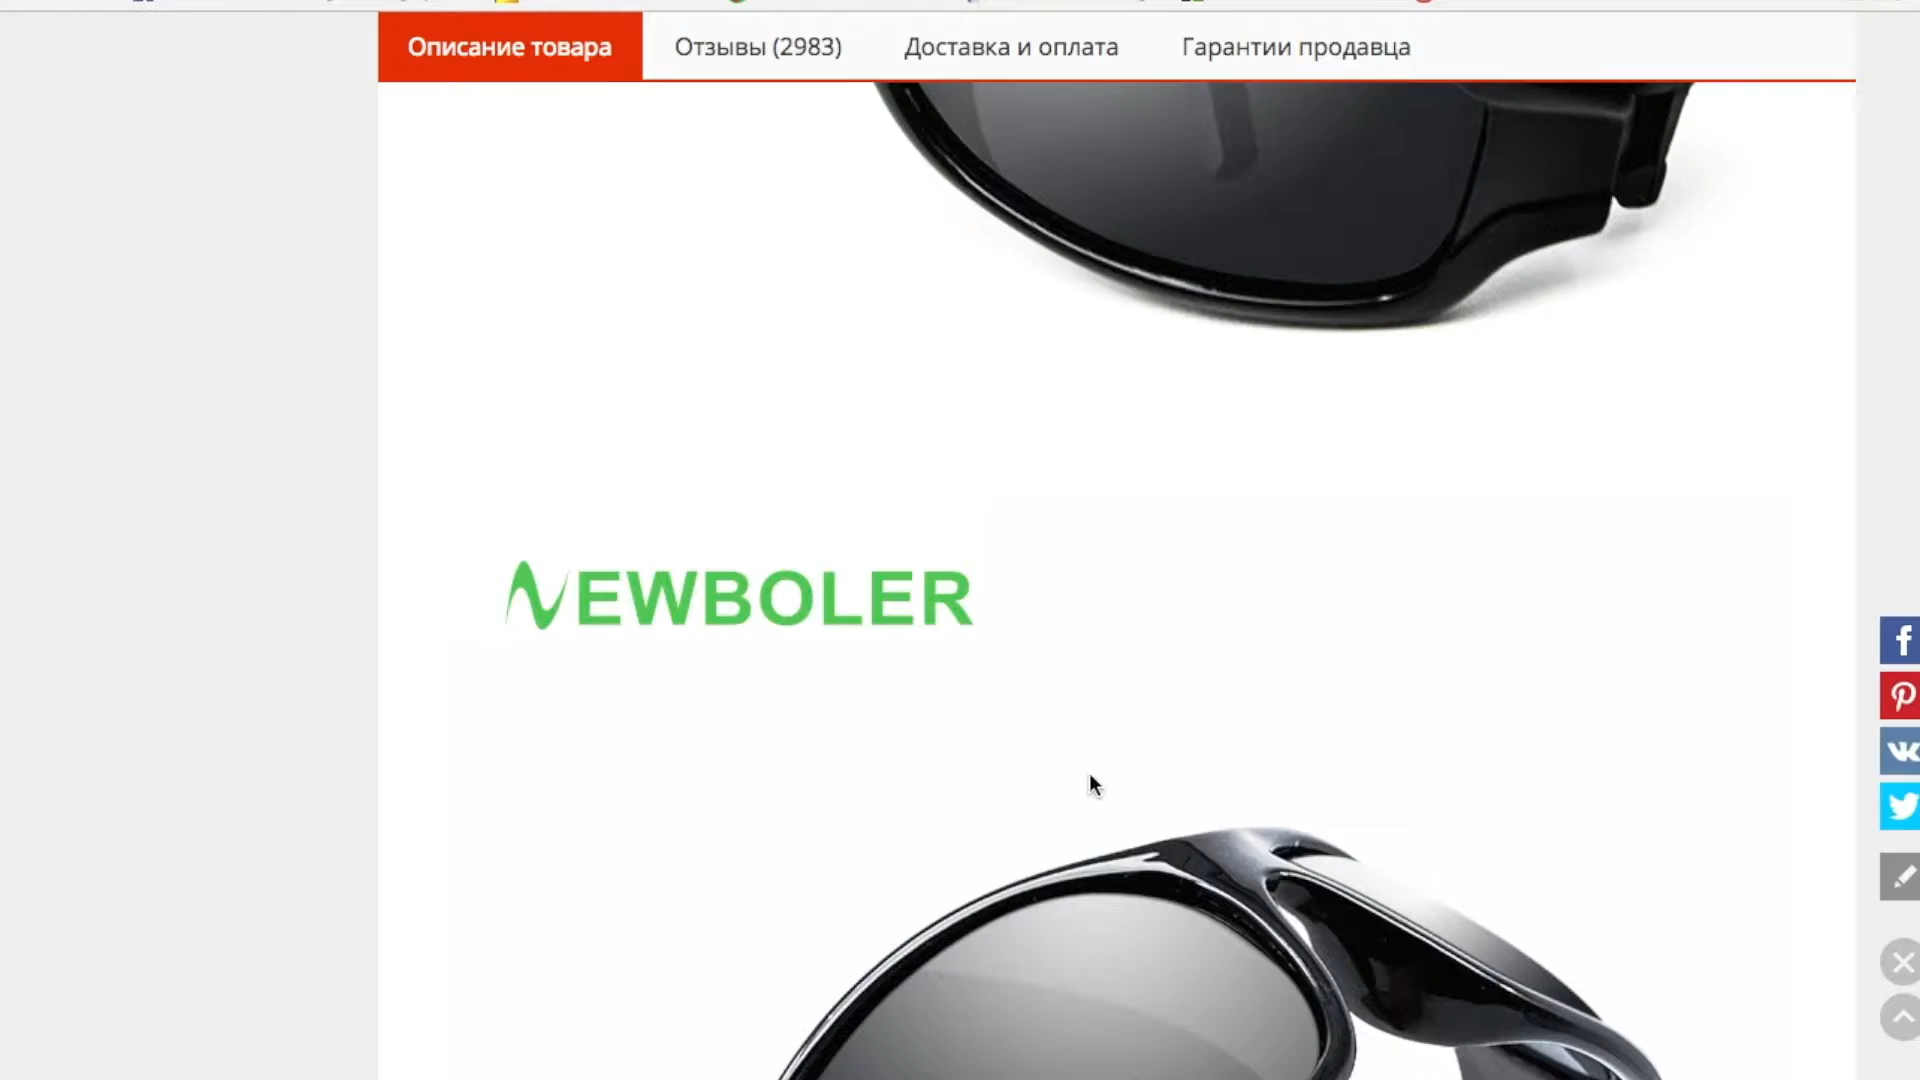 Описание товара
Отзывы (2983)
Доставка и оплата
Гарантии продавца
NEWBOLER